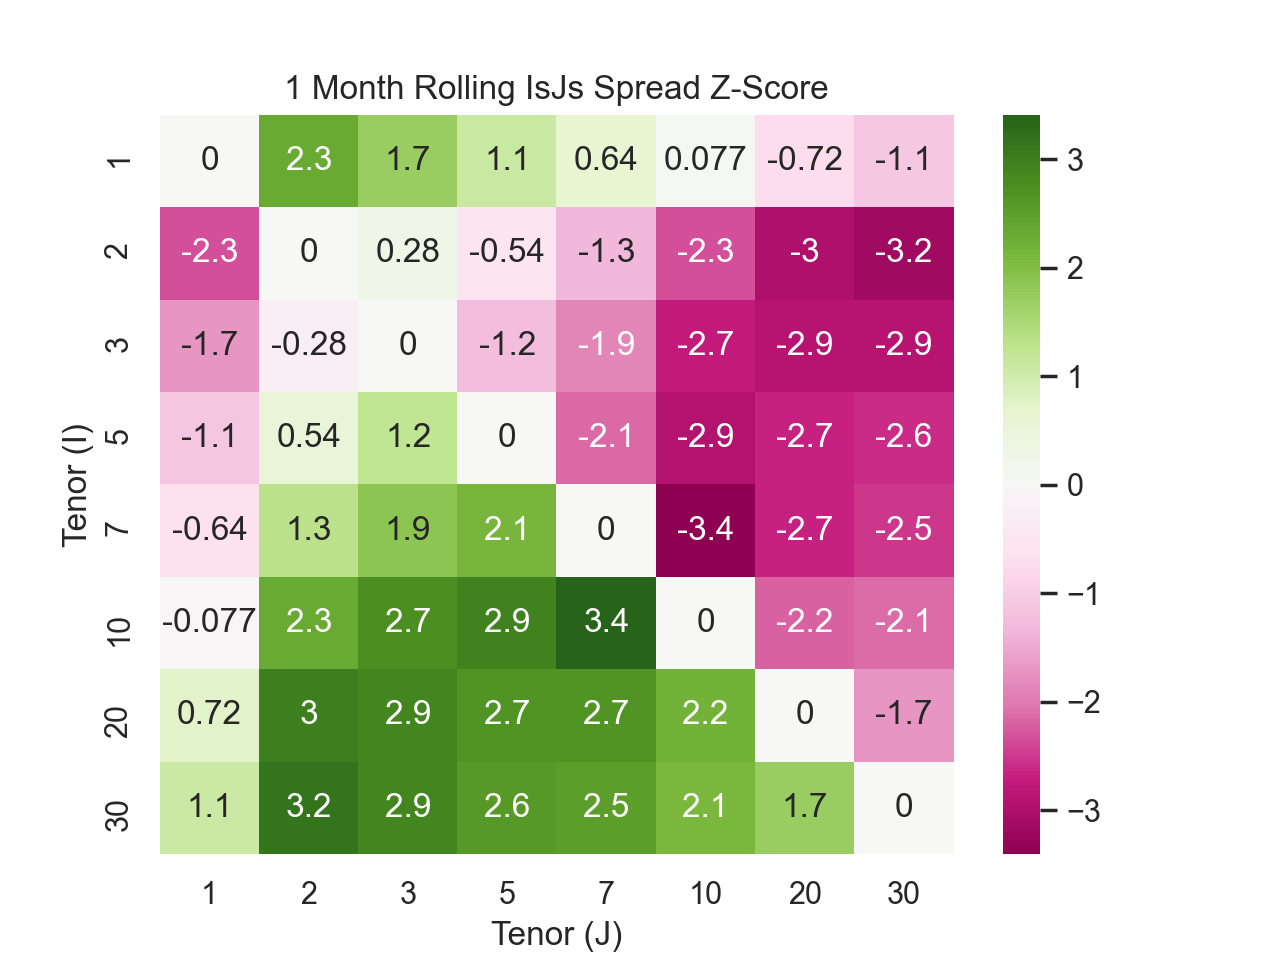 1 Month Rolling IsJs Spread Z-Score
1 0 2.3 1.7 1.1 0.64 0.077 -0.72 -1.1
2 -2.3 0 0.28 -0.54 -1.3 -2.3 -3 -3.2
3 -1.7 -0.28 0 -1.2 -1.9 -2.7 -2.9 -2.9
5 -1.1 0.54 1.2 0 -2.1 -2.9 -2.7 -2.6
7 -0.64 1.3 1.9 2.1 0 -3.4 -2.7 -2.5
10 -0.077 2.3 2.7 2.9 3.4 0 -2.2 -2.1
20 0.72 3 2.9 2.7 2.7 2.2 0 -1.7
30 1.1 3.2 2.9 2.6 2.5 2.1 1.7 0
1 2 3 5 7 10 20 30
Tenor (J)
Tenor (I)
3
2
1
0
−1
−2
−3